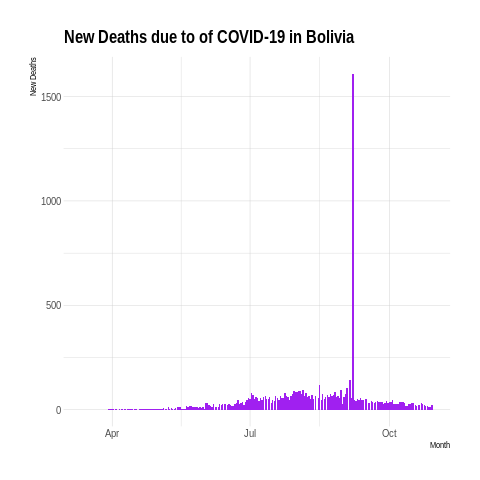 New Deaths due to of COVID-19 in Bolivia
New Deaths
1500
1000
500
0
Apr
Jul
Oct
Month